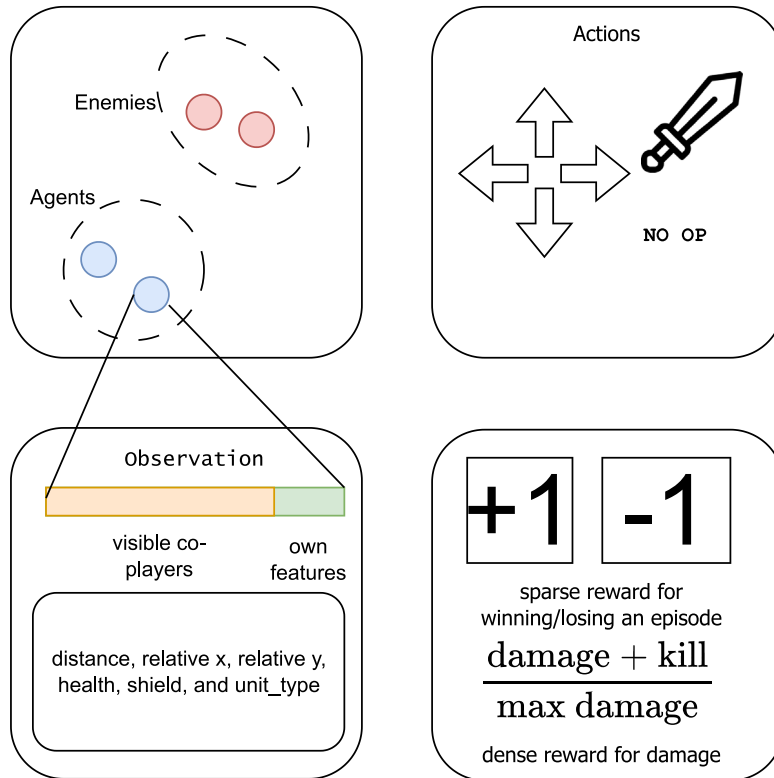 Enemies
Agents
Actions
NO OP
Observation
visible co-
players
own
features
distance, relative x, relative y,
health, shield, and unit_type
+1
-1
sparse reward for
winning/losing an episode
damage + kill
max damage
dense reward for damage